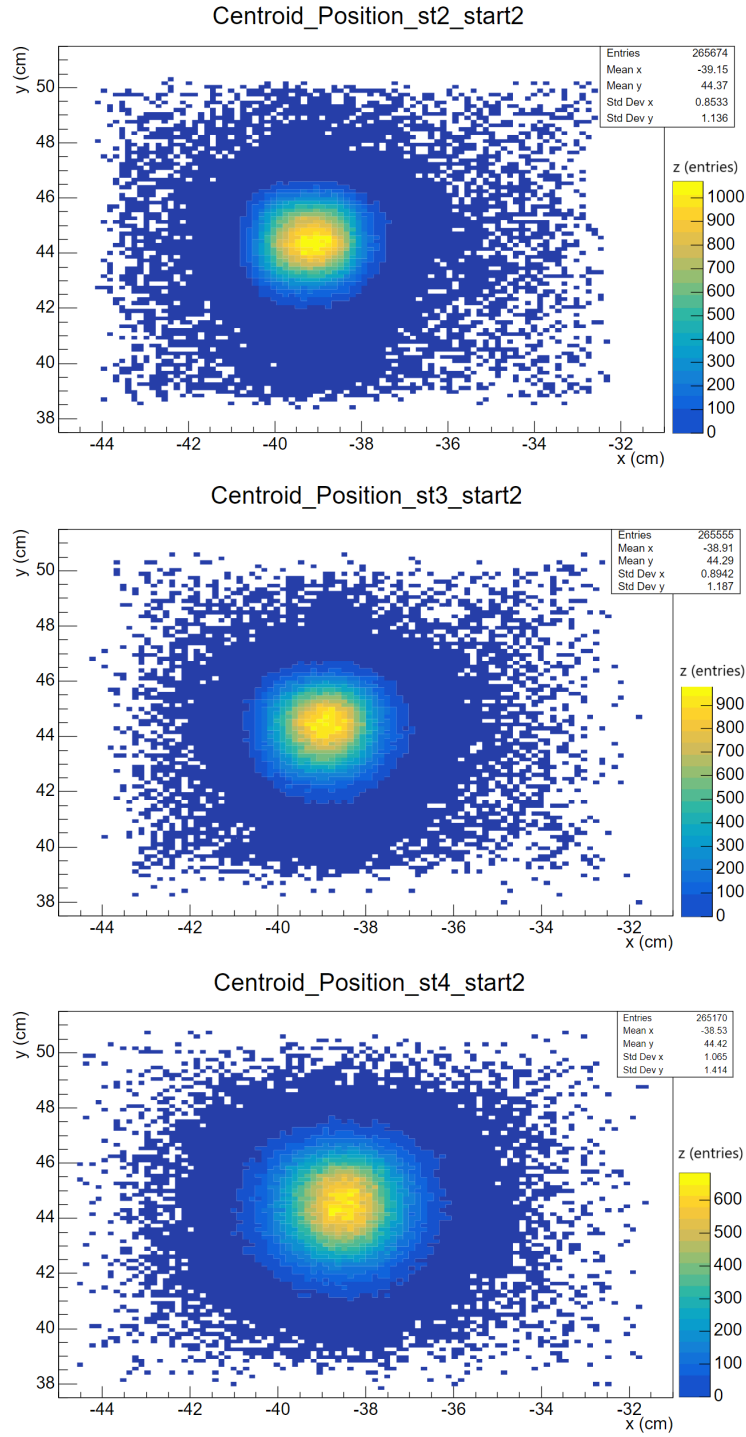 Centroid_Position_st2_start2
y (cm)
50
48
46
44
42
40
38
-44
-42
-40
-38
-36
-34
-32
x (cm)
Entries 265674
Mean x -39.15
Mean y 44.37
Std Dev x 0.8533
Std Dev y 1.136
z (entries)
1000
900
800
700
600
500
400
300
200
100
0
Centroid_Position_st3_start2
y (cm)
50
48
46
44
42
40
38
-44
-42
-40
-38
-36
-34
-32
x (cm)
Entries 265555
Mean x -38.91
Mean y 44.29
Std Dev x 0.8942
Std Dev y 1.187
z (entries)
900
800
700
600
500
400
300
200
100
0
Centroid_Position_st4_start2
y (cm)
50
48
46
44
42
40
38
-44
-42
-40
-38
-36
-34
-32
x (cm)
Entries 265170
Mean x -38.53
Mean y 44.42
Std Dev x 1.065
Std Dev y 1.414
z (entries)
600
500
400
300
200
100
0